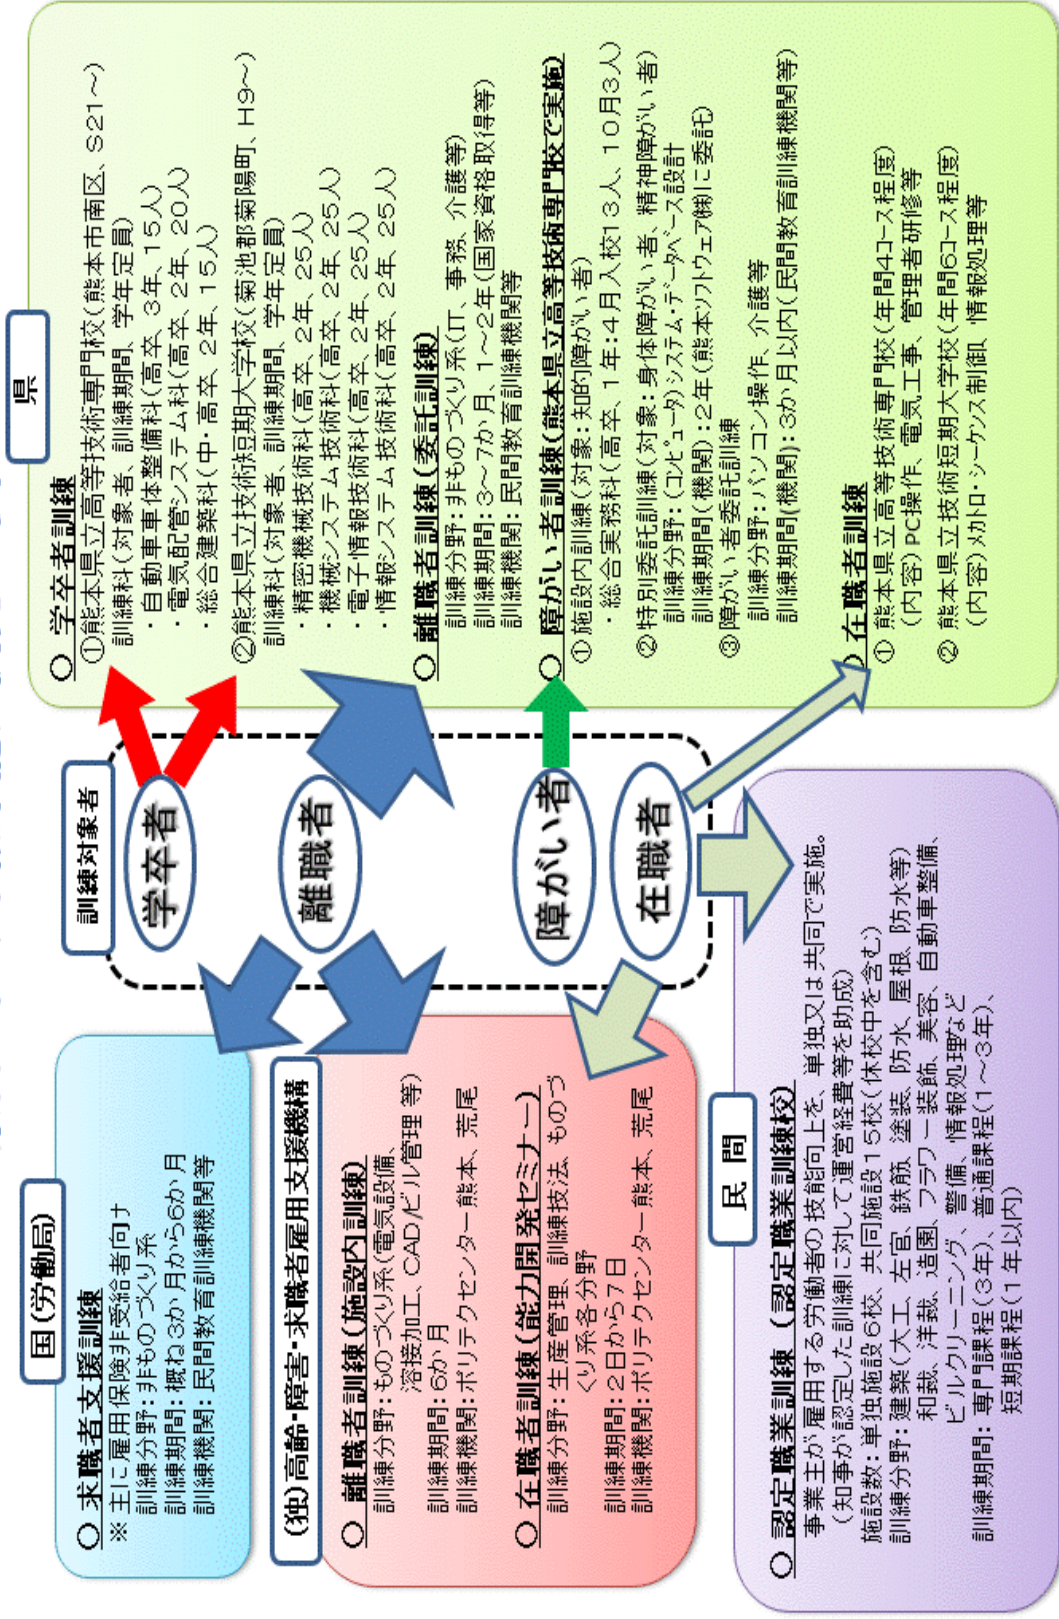 訓練対象者
学卒者
離職者
障がい者
在職者
国(労働局)
○ 求職者支援訓練
※主に雇用保険非受給者向ナ
訓練分野:非ものづくり系
訓練期間:概ね3か月から6か月
訓練機関:民間教育訓練機関等
(独)高齢・障害・求職者雇用支援機構
○ 離職者訓練(施設内訓練)
訓練分野:ものづくり系(電気設備、
溶接加工、CAD/ビル管理 等)
訓練期間:6か月
訓練機関:ポリテクセンター熊本、荒尾
○ 在職者訓練(能力開発セミナー)
訓練分野:生産管理、訓練技法、ものづ
くり系各分野
訓練期間:2日から7日
訓練機関:ポリテクセンター熊本、荒尾
民 間
○ 認定職業訓練 (認定職業訓練校)
事業主が雇用する労働者の技能向上を、単独又は共同で実施。
(知事が認定した訓練に対して運営経費等を助成)
施設数:単独施設6校、共同施設15校(休校中を含む)
訓練分野:建築(大工、左官、鉄筋、塗装、防水、屋根、防水等)
和裁、洋裁、造園、フラワー装飾、美容、自動車整備、
ビルクリーニング、警備、情報処理など
訓練期間:専門課程(3年)、普通課程(1~3年)、
短期課程(1年以内)
県
○ 学卒者訓練
①熊本県立高等技術専門校(熊本市南区、S21~)
訓練科(対象者、訓練期間、学年定員)
・自動車車体整備科(高卒、3年、15人)
・電気配管システム科(高卒、2年、20人)
・総合建築科(中・高卒、2年、15人)
②熊本県立技術短期大学校(菊池郡菊陽町、H9~)
訓練科(対象者、訓練期間、学年定員)
・精密機械技術科(高卒、2年、25人)
・機械システム技術科(高卒、2年、25人)
・電子情報技術科(高卒、2年、25人)
・情報システム技術科(高卒、2年、25人)
○ 離職者訓練(委託訓練)
訓練分野:非ものづくり系(IT、事務、介護等)
訓練期間:3~7か月、1~2年(国家資格取得等)
訓練機関:民間教育訓練機関等
○ 障がい者訓練(熊本県立高等技術専門校で実施)
①施設内訓練(対象:知的障がい者)
・総合実務科(高卒、1年:4月入校13人、10月3人)
②特別委託訓練(対象:身体障がい者、精神障がい者)
訓練分野:(コンピュータ)システム・データベース設計
訓練期間(機関):2年(熊本ソフトウェア㈱に委託)
③障がい者委託訓練
訓練分野:パソコン操作、介護等
訓練期間(機関):3か月以内(民間教育訓練機関等)
○ 在職者訓練
① 熊本県立高等技術専門校(年間4コース程度)
(内容)PC操作、電気工事、管理者研修等
② 熊本県立技術短期大学校(年間6コース程度)
(内容)メカトロ・シーケンス制御、情報処理等